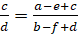 c/d = (a−e+c)/(b−f+d)